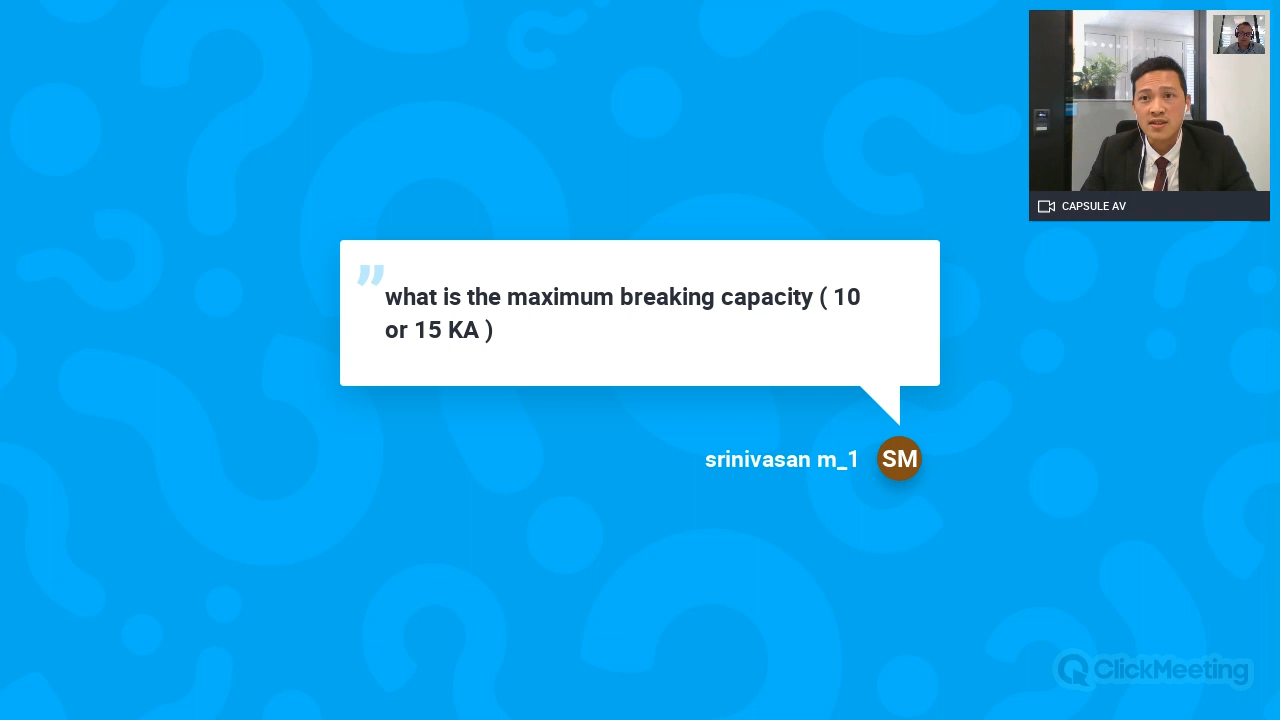 CAPSULE AV
”
what is the maximum breaking capacity ( 10
or 15 KA )
srinivasan m_1
SM
ClickMeeting